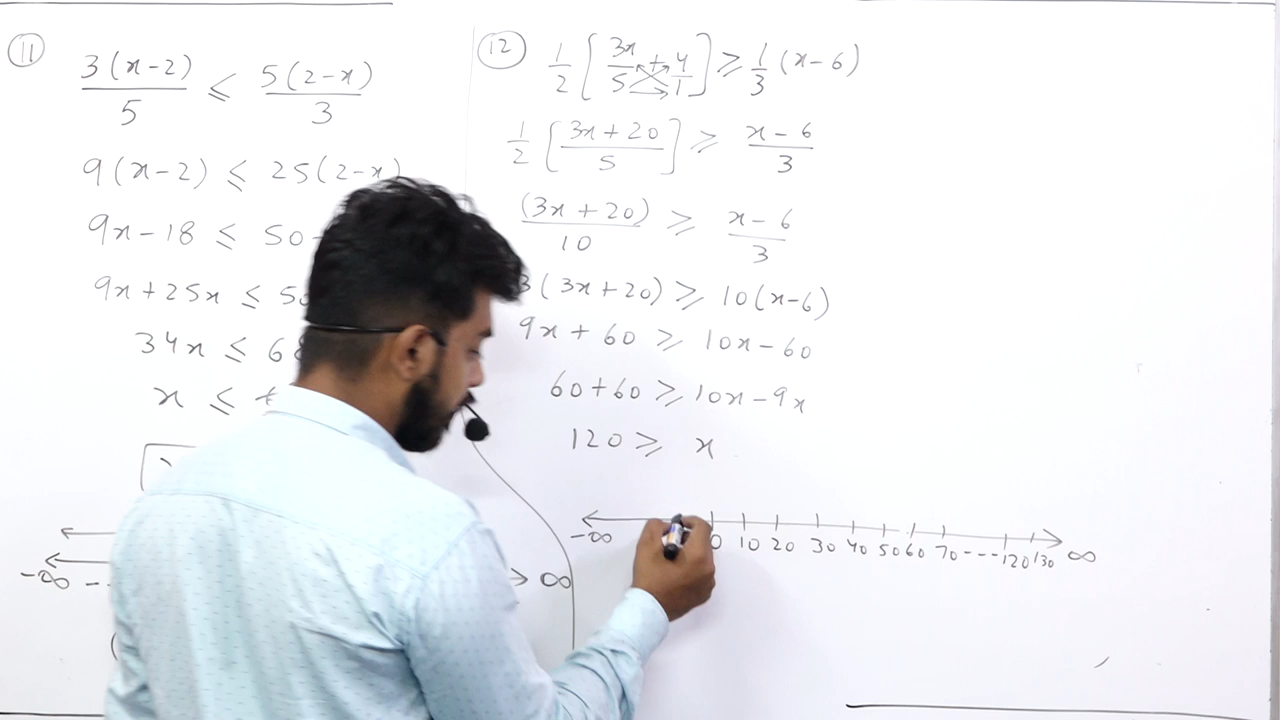 11
3(x-2)/5 ≤ 5(2-x)/3
9(x-2) ≤ 25(2-x)
9x-18 ≤ 50
9x+25x ≤ 50
34x ≤ 6
x ≤
-∞ -- ∞
12
1/2 [3x/5 + 4/1] ≥ 1/3 (x-6)
1/2 [3x+20/5] ≥ x-6/3
(3x+20)/10 ≥ x-6/3
3(3x+20) ≥ 10(x-6)
9x+60 ≥ 10x-60
60+60 ≥ 10x-9x
120 ≥ x
-∞ 0 10 20 30 40 50 60 70 --- 120 130 ∞